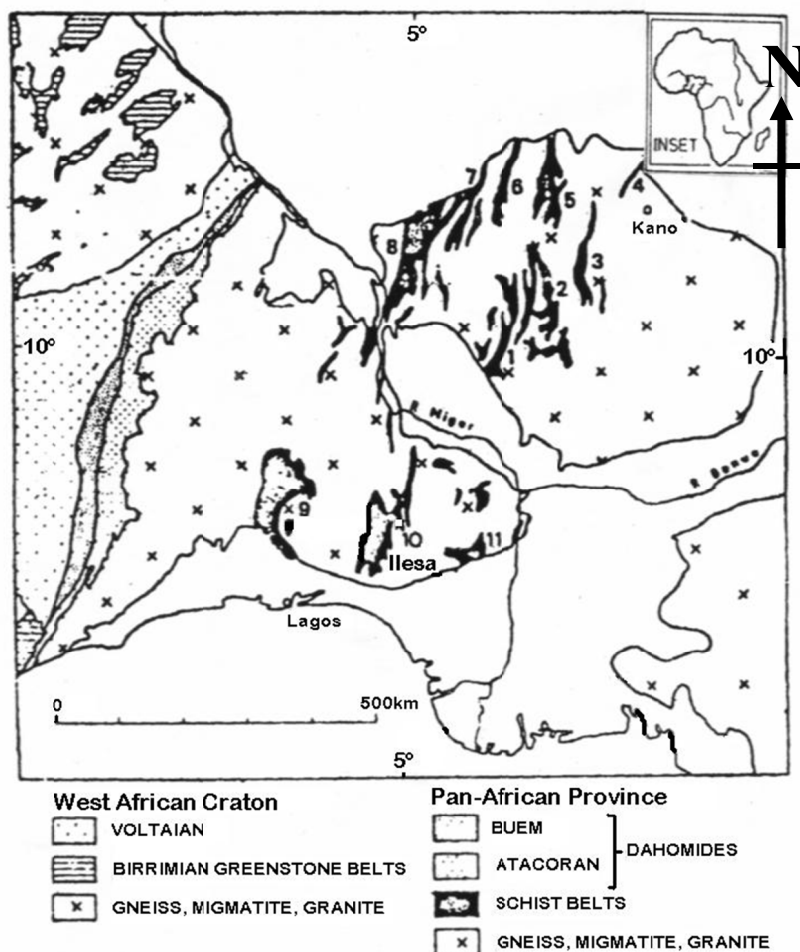 5°
N
INSET
7
6
5
4
Kano
8
3
2
10°
1
10°
R Niger
R Benue
9
10
11
Ilesa
Lagos
0
500km
5°
West African Craton
VOLTAIAN
BIRRIMIAN GREENSTONE BELTS
GNEISS, MIGMATITE, GRANITE
Pan-African Province
BUEM
ATACORAN
DAHOMIDES
SCHIST BELTS
GNEISS, MIGMATITE, GRANITE